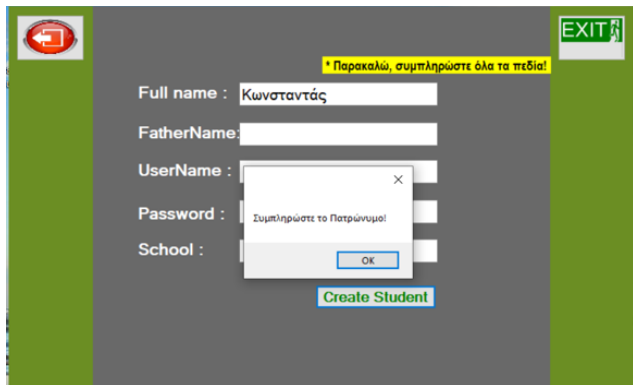 EXIT
* Παρακαλώ, συμπληρώστε όλα τα πεδία!
Full name : Κωνσταντάς
FatherName:
UserName :
Password :
School :
Συμπληρώστε το Πατρώνυμο!
OK
Create Student